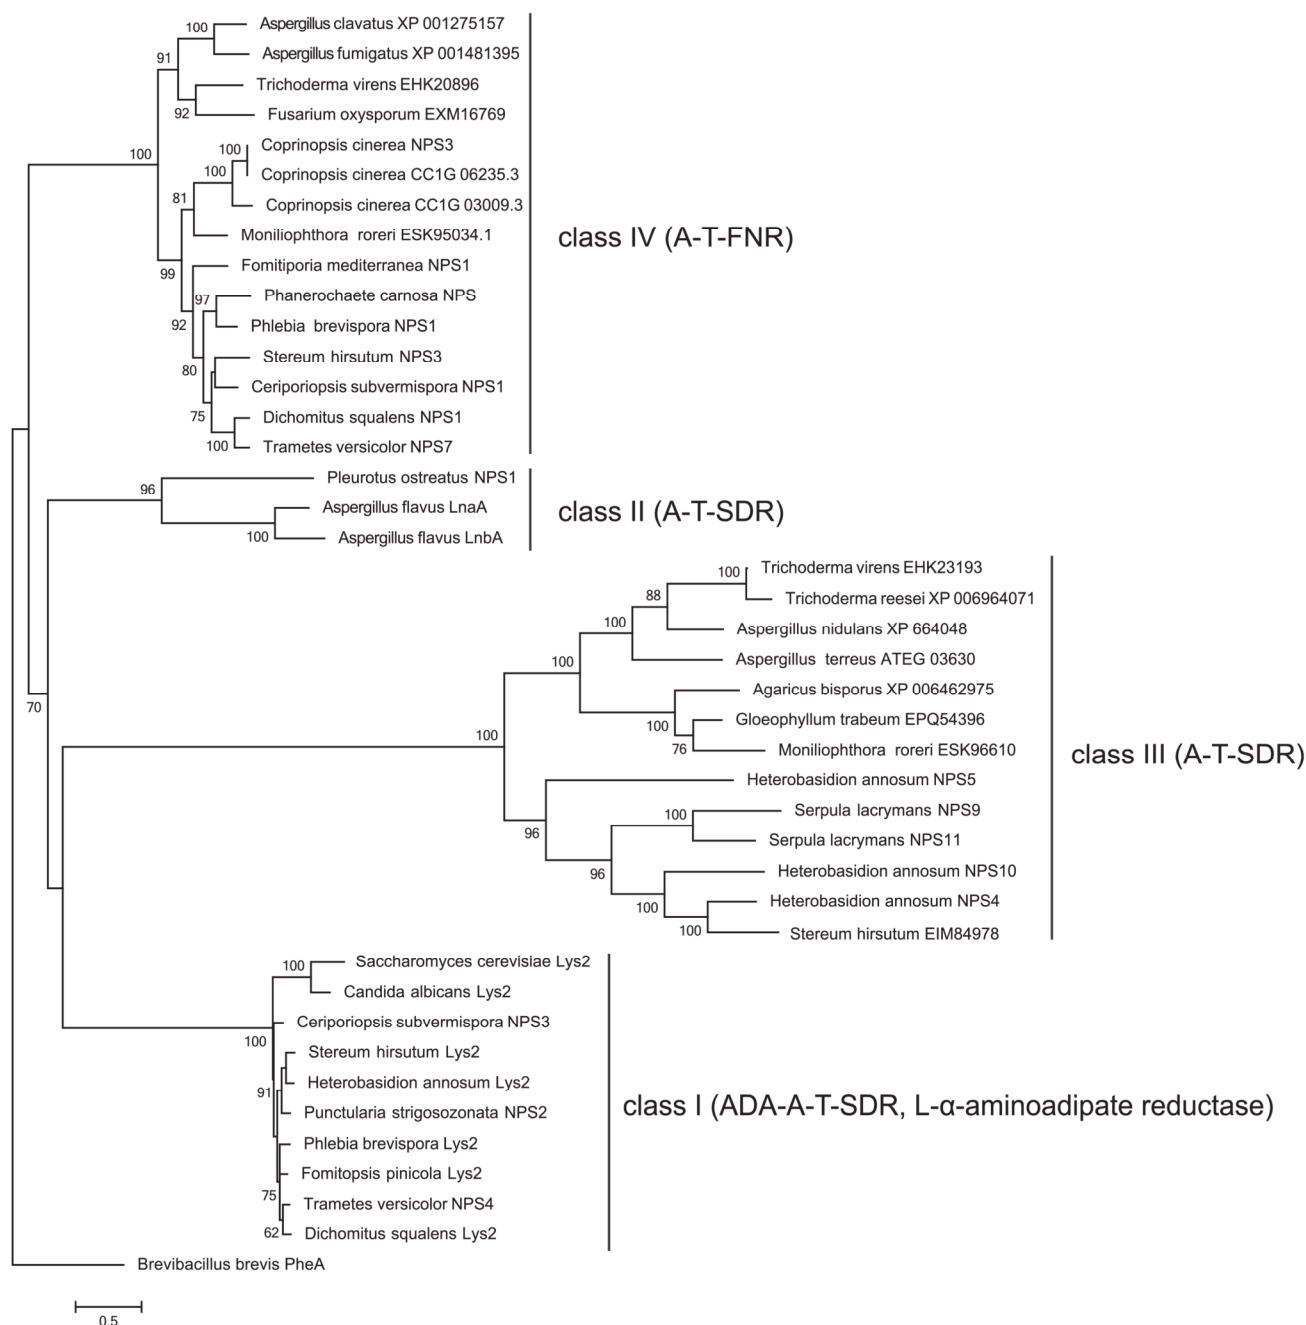 100
Aspergillus clavatus XP 001275157
Aspergillus fumigatus XP 001481395
91
Trichoderma virens EHK20896
92
Fusarium oxysporum EXM16769
100
100
Coprinopsis cinerea NPS3
100
Coprinopsis cinerea CC1G 06235.3
81
Coprinopsis cinerea CC1G 03009.3
Moniliophthora roreri ESK95034.1
class IV (A-T-FNR)
99
Fomitiporia mediterranea NPS1
97
Phanerochaete carnosa NPS
92
Phlebia brevispora NPS1
Stereum hirsutum NPS3
80
Ceriporiopsis subvermispora NPS1
75
Dichomitus squalens NPS1
100
Trametes versicolor NPS7
96
Pleurotus ostreatus NPS1
Aspergillus flavus LnaA
class II (A-T-SDR)
100
Aspergillus flavus LnbA
100
Trichoderma virens EHK23193
88
Trichoderma reesei XP 006964071
100
Aspergillus nidulans XP 664048
100
Aspergillus terreus ATEG 03630
Agaricus bisporus XP 006462975
70
100
Gloeophyllum trabeum EPQ54396
100
76
Moniliophthora roreri ESK96610
class III (A-T-SDR)
Heterobasidion annosum NPS5
100
Serpula lacrymans NPS9
96
Serpula lacrymans NPS11
96
Heterobasidion annosum NPS10
100
Heterobasidion annosum NPS4
100
Stereum hirsutum EIM84978
100
Saccharomyces cerevisiae Lys2
Candida albicans Lys2
Ceriporiopsis subvermispora NPS3
100
Stereum hirsutum Lys2
91
Heterobasidion annosum Lys2
Punctularia strigosozonata NPS2
class I (ADA-A-T-SDR, L-α-aminoadipate reductase)
Phlebia brevispora Lys2
Fomitopsis pinicola Lys2
75
Trametes versicolor NPS4
62
Dichomitus squalens Lys2
Brevibacillus brevis PheA
0.5